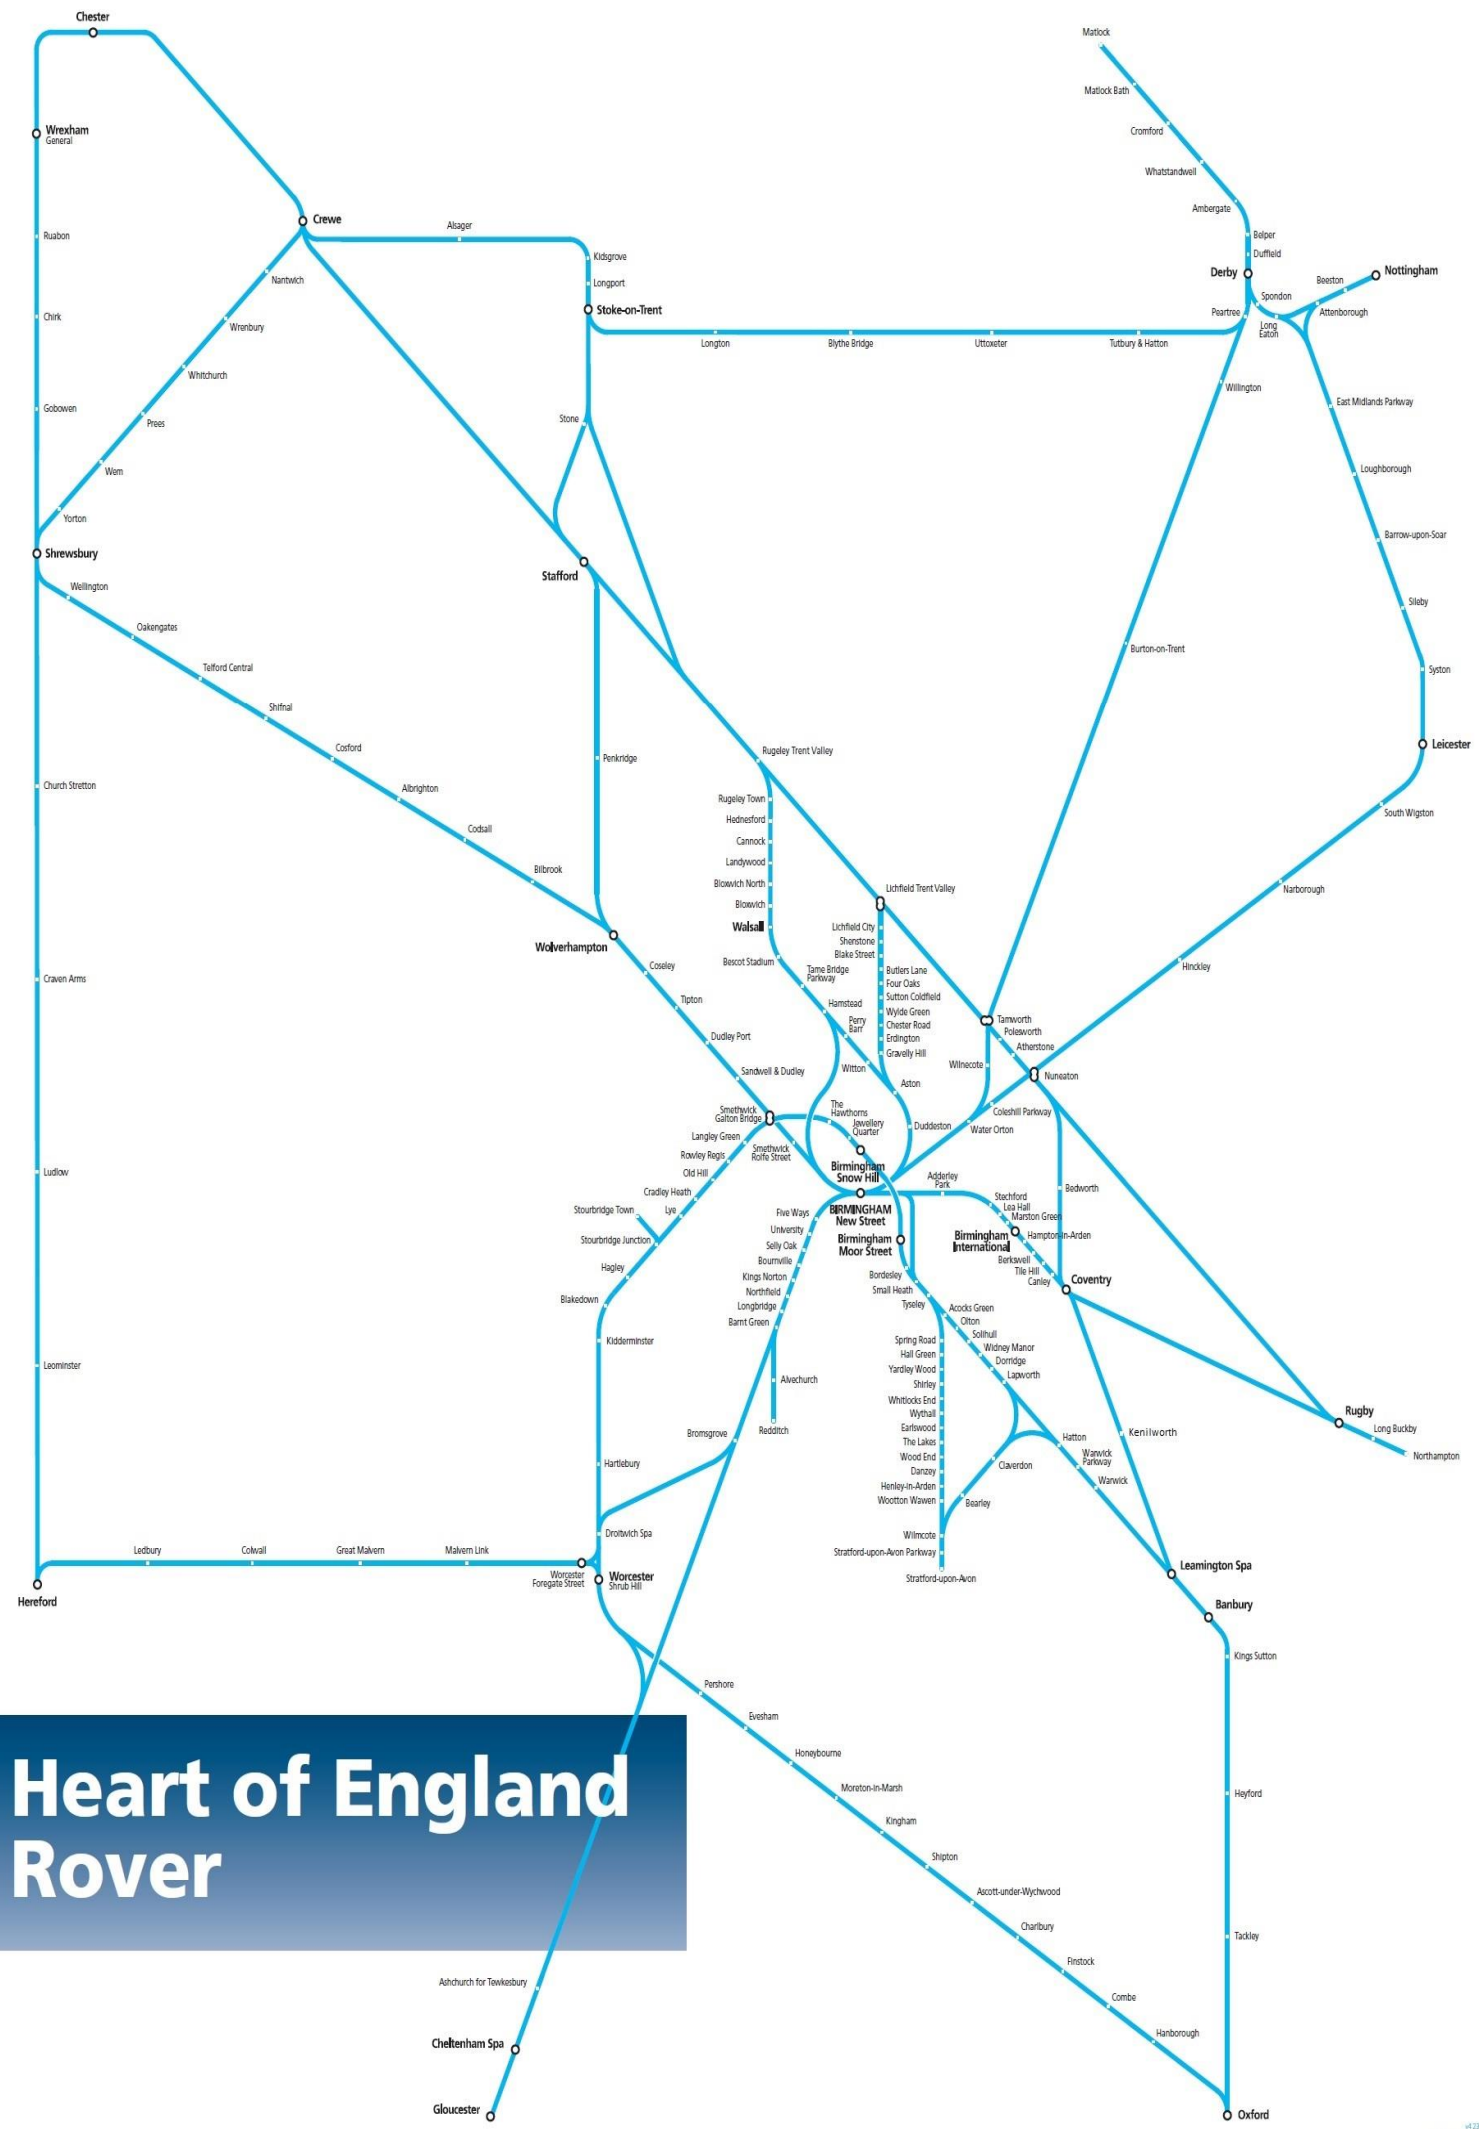 Chester
Matlock
Matlock Bath
Cromford
Whatstandwell
Ambergate
Wrexham
General
Belper
Duffield
Derby
Nottingham
Beeston
Spondon
Attenborough
Peartree
Long
Eaton
Crewe
Alsager
Kidsgrove
Longport
Stoke-on-Trent
Longton
Blythe Bridge
Uttoxeter
Tutbury & Hatton
Ruabon
Chirk
Gobowen
Nantwich
Wrenbury
Whitchurch
Prees
Wem
Yorton
Stone
Willington
East Midlands Parkway
Loughborough
Barrow-upon-Soar
Sileby
Syston
Leicester
South Wigston
Narborough
Hinckley
Shrewsbury
Wellington
Oakengates
Telford Central
Shifnal
Cosford
Albrighton
Codsall
Bilbrook
Stafford
Penkridge
Burton-on-Trent
Church Stretton
Craven Arms
Ludlow
Leominster
Rugeley Trent Valley
Rugeley Town
Hednesford
Cannock
Landywood
Bloxwich North
Bloxwich
Walsall
Bescot Stadium
Tame Bridge
Parkway
Hamstead
Perry
Barr
Witton
Lichfield Trent Valley
Lichfield City
Shenstone
Blake Street
Butlers Lane
Four Oaks
Sutton Coldfield
Wylde Green
Chester Road
Erdington
Gravelly Hill
Aston
Duddeston
Tamworth
Polesworth
Atherstone
Wilnecote
Nuneaton
Coleshill Parkway
Water Orton
Wolverhampton
Coseley
Tipton
Dudley Port
Sandwell & Dudley
Smethwick
Galton Bridge
The
Hawthorns
Jewellery
Quarter
Langley Green
Smethwick
Rolfe Street
Rowley Regis
Old Hill
Cradley Heath
Lye
Stourbridge Town
Stourbridge Junction
Hagley
Blakedown
Kidderminster
Hartlebury
Droitwich Spa
Birmingham
Snow Hill
BIRMINGHAM
New Street
Birmingham
Moor Street
Adderley
Park
Stechford
Lea Hall
Marston Green
Birmingham
International
Hampton-in-Arden
Berkswell
Tile Hill
Canley
Coventry
Bedworth
Five Ways
University
Selly Oak
Bournville
Kings Norton
Northfield
Longbridge
Barnt Green
Alvechurch
Redditch
Bromsgrove
Bordesley
Small Heath
Tyseley
Acocks Green
Olton
Solihull
Widney Manor
Dorridge
Lapworth
Spring Road
Hall Green
Yardley Wood
Shirley
Whitlocks End
Wythall
Earlswood
The Lakes
Wood End
Danzey
Henley-in-Arden
Wootton Wawen
Wilmcote
Stratford-upon-Avon Parkway
Stratford-upon-Avon
Bearley
Claverdon
Hatton
Warwick
Parkway
Warwick
Kenilworth
Rugby
Long Buckby
Northampton
Leamington Spa
Banbury
Kings Sutton
Heyford
Tackley
Oxford
Hereford
Ledbury
Colwall
Great Malvern
Malvern Link
Worcester
Foregate Street
Worcester
Shrub Hill
Pershore
Evesham
Honeybourne
Moreton-in-Marsh
Kingham
Shipton
Ascott-under-Wychwood
Charlbury
Finstock
Combe
Hanborough
Heart of England
Rover
Ashchurch for Tewkesbury
Cheltenham Spa
Gloucester